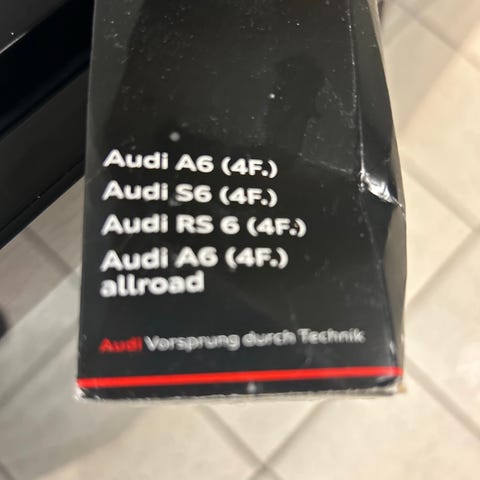 Audi A6 (4F.)
Audi S6 (4F.)
Audi RS 6 (4F.)
Audi A6 (4F.)
allroad
Audi Vorsprung durch Technik